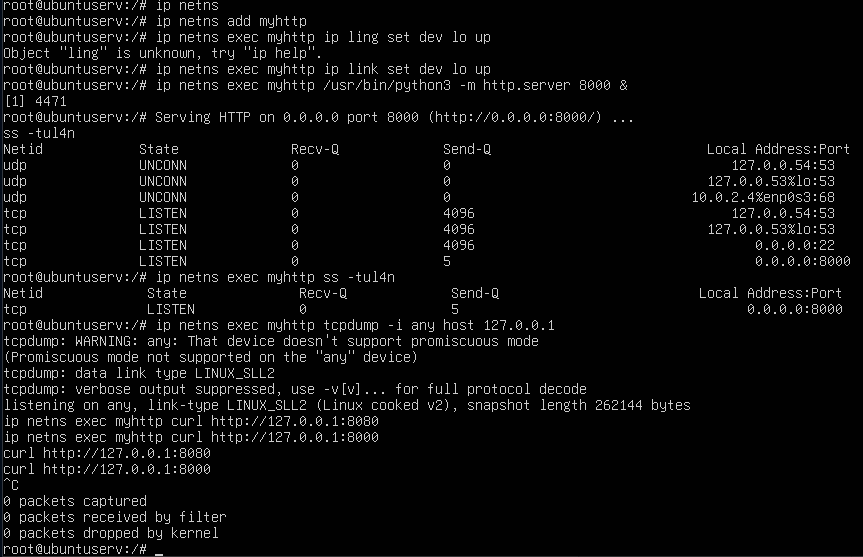 root@ubuntuserv:/# ip netns
root@ubuntuserv:/# ip netns add myhttp
root@ubuntuserv:/# ip netns exec myhttp ip ling set dev lo up
Object "ling" is unknown, try "ip help".
root@ubuntuserv:/# ip netns exec myhttp ip link set dev lo up
root@ubuntuserv:/# ip netns exec myhttp /usr/bin/python3 -m http.server 8000 &
[1] 4471
root@ubuntuserv:/# Serving HTTP on 0.0.0.0 port 8000 (http://0.0.0.0:8000/) ...
ss -tul4n
Netid State Recv-Q Send-Q Local Address:Port
udp UNCONN 0 0 127.0.0.54:53
udp UNCONN 0 0 127.0.0.53%lo:53
udp UNCONN 0 0 10.0.2.4%enp0s3:68
tcp LISTEN 0 4096 127.0.0.54:53
tcp LISTEN 0 4096 127.0.0.53%lo:53
tcp LISTEN 0 4096 0.0.0.0:22
tcp LISTEN 0 5 0.0.0.0:8000
root@ubuntuserv:/# ip netns exec myhttp ss -tul4n
Netid State Recv-Q Send-Q Local Address:Port
tcp LISTEN 0 5 0.0.0.0:8000
root@ubuntuserv:/# ip netns exec myhttp tcpdump -i any host 127.0.0.1
tcpdump: WARNING: any: That device doesn't support promiscuous mode
(Promiscuous mode not supported on the "any" device)
tcpdump: data link type LINUX_SLL2
tcpdump: verbose output suppressed, use -v[v]... for full protocol decode
listening on any, link-type LINUX_SLL2 (Linux cooked v2), snapshot length 262144 bytes
ip netns exec myhttp curl http://127.0.0.1:8080
ip netns exec myhttp curl http://127.0.0.1:8000
curl http://127.0.0.1:8080
curl http://127.0.0.1:8000
^C
0 packets captured
0 packets received by filter
0 packets dropped by kernel
root@ubuntuserv:/# _